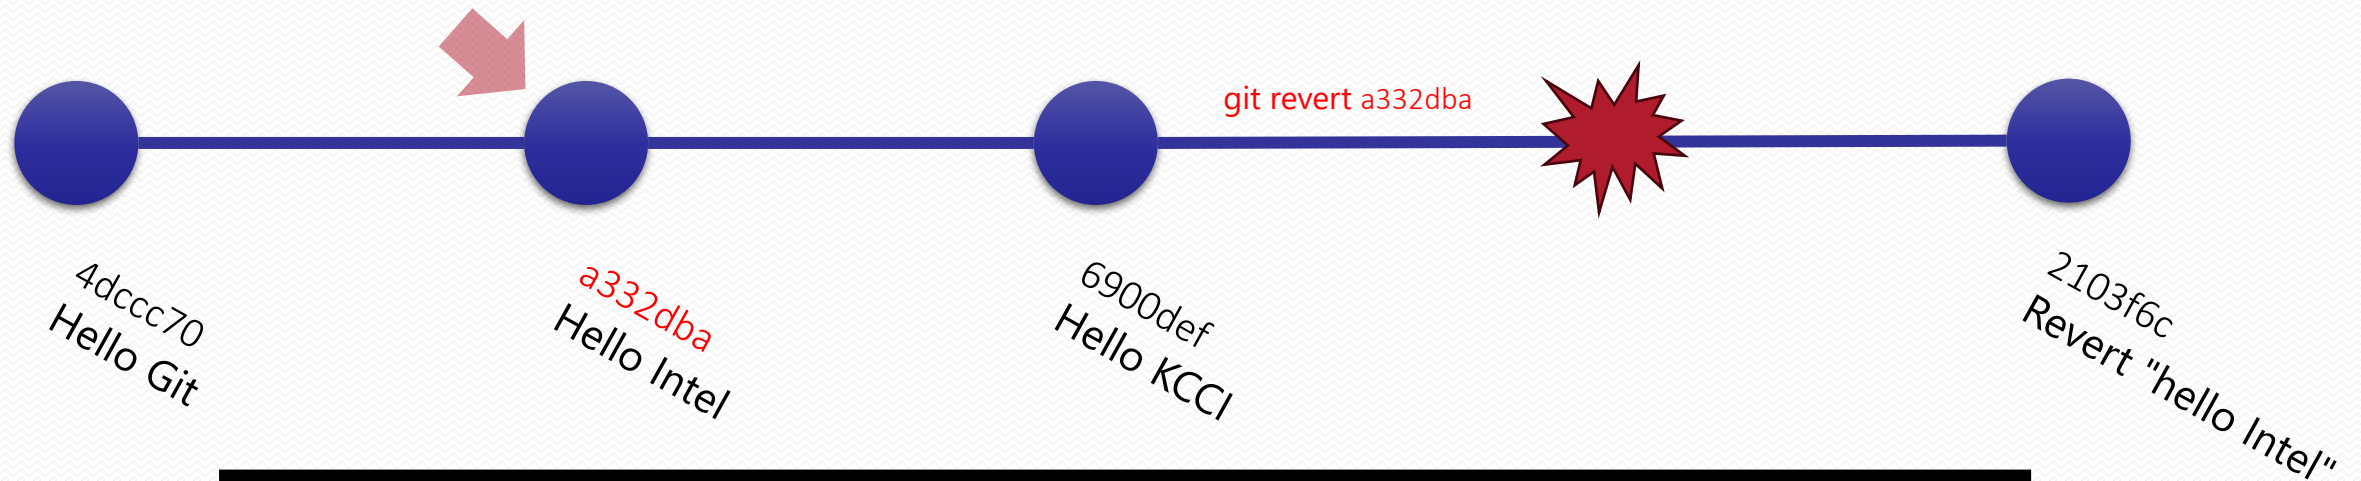 git revert a332dba
4dccc70
Hello Git
a332dba
Hello Intel
6900def
Hello KCCI
2103f6c
Revert "hello Intel"